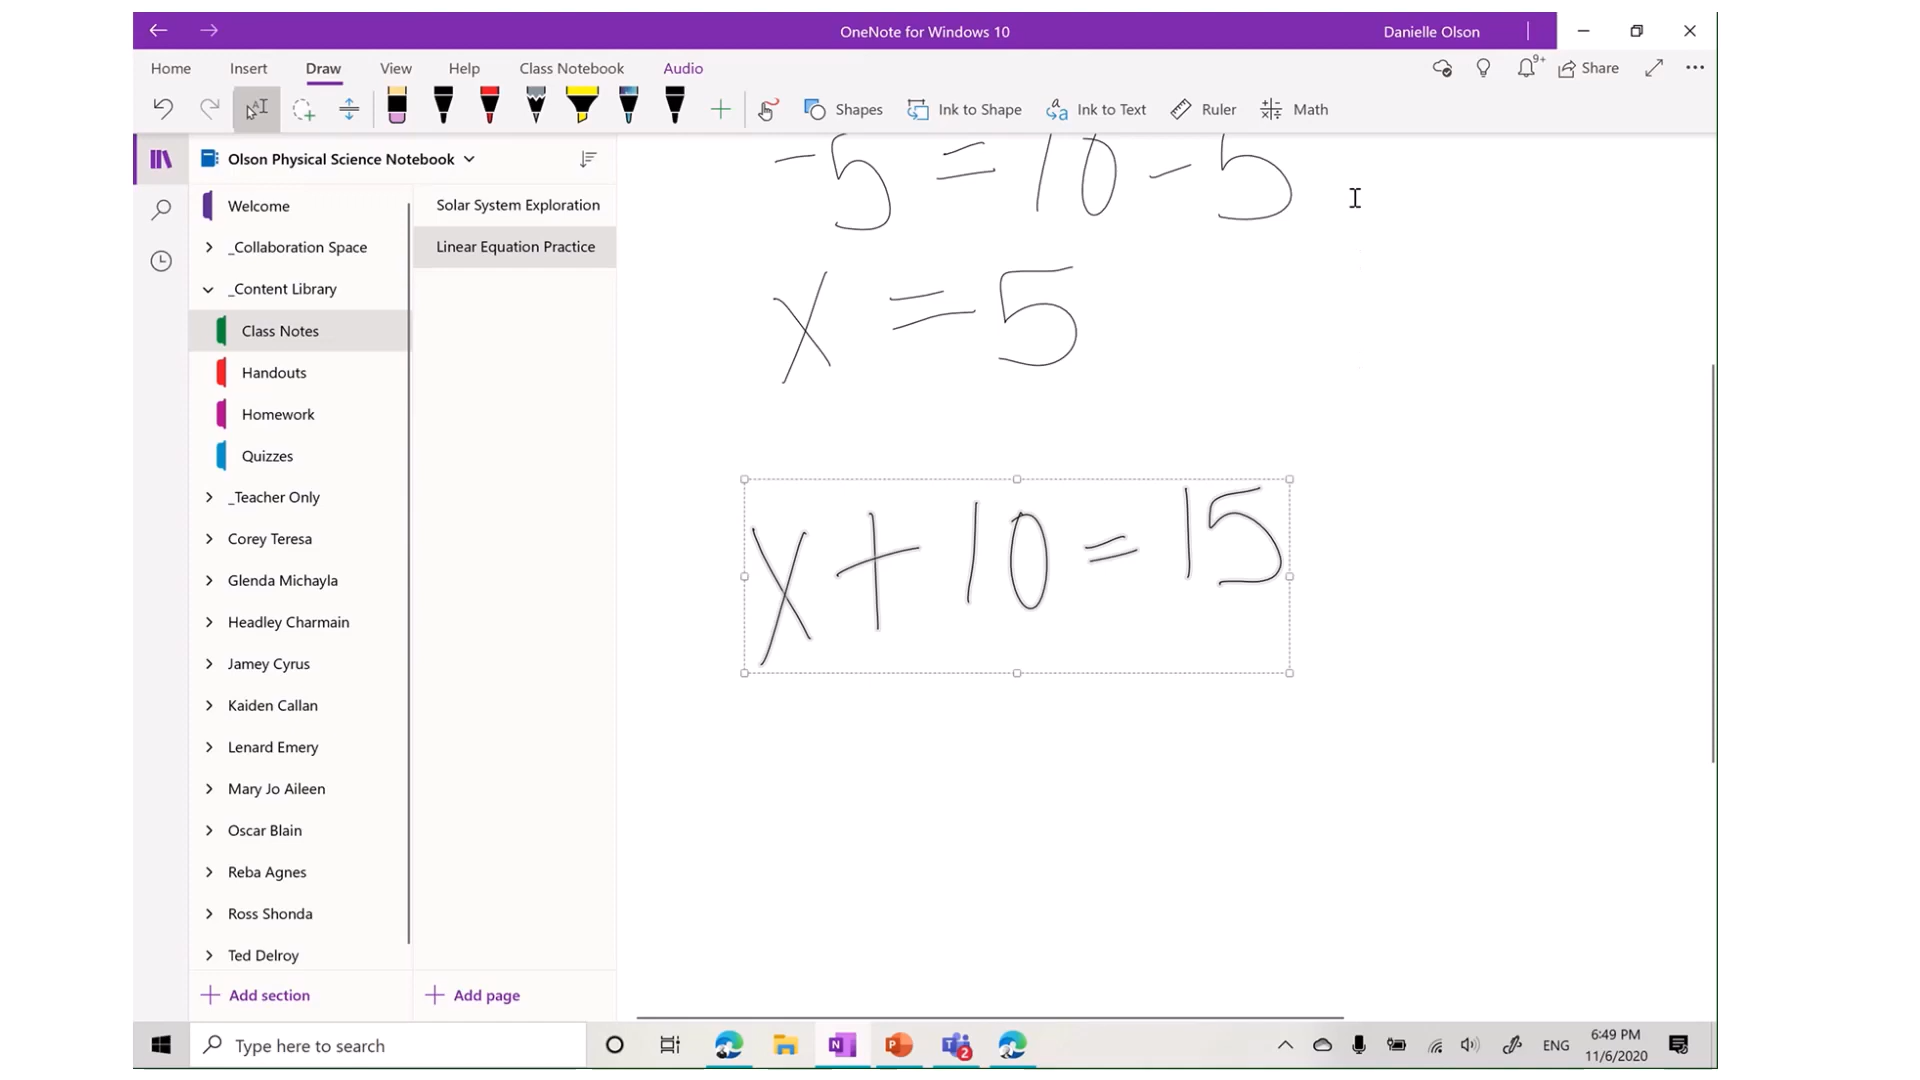 OneNote for Windows 10
Danielle Olson
Home Insert Draw View Help Class Notebook Audio
9+ Share
Shapes Ink to Shape Ink to Text Ruler Math
Olson Physical Science Notebook
Welcome
_Collaboration Space
_Content Library
Class Notes
Handouts
Homework
Quizzes
_Teacher Only
Corey Teresa
Glenda Michayla
Headley Charmain
Jamey Cyrus
Kaiden Callan
Lenard Emery
Mary Jo Aileen
Oscar Blain
Reba Agnes
Ross Shonda
Ted Delroy
Add section
Solar System Exploration
Linear Equation Practice
Add page
-5 = 10 - 5
x = 5
x + 10 = 15
Type here to search
N
P
T
2
ENG
6:49 PM
11/6/2020